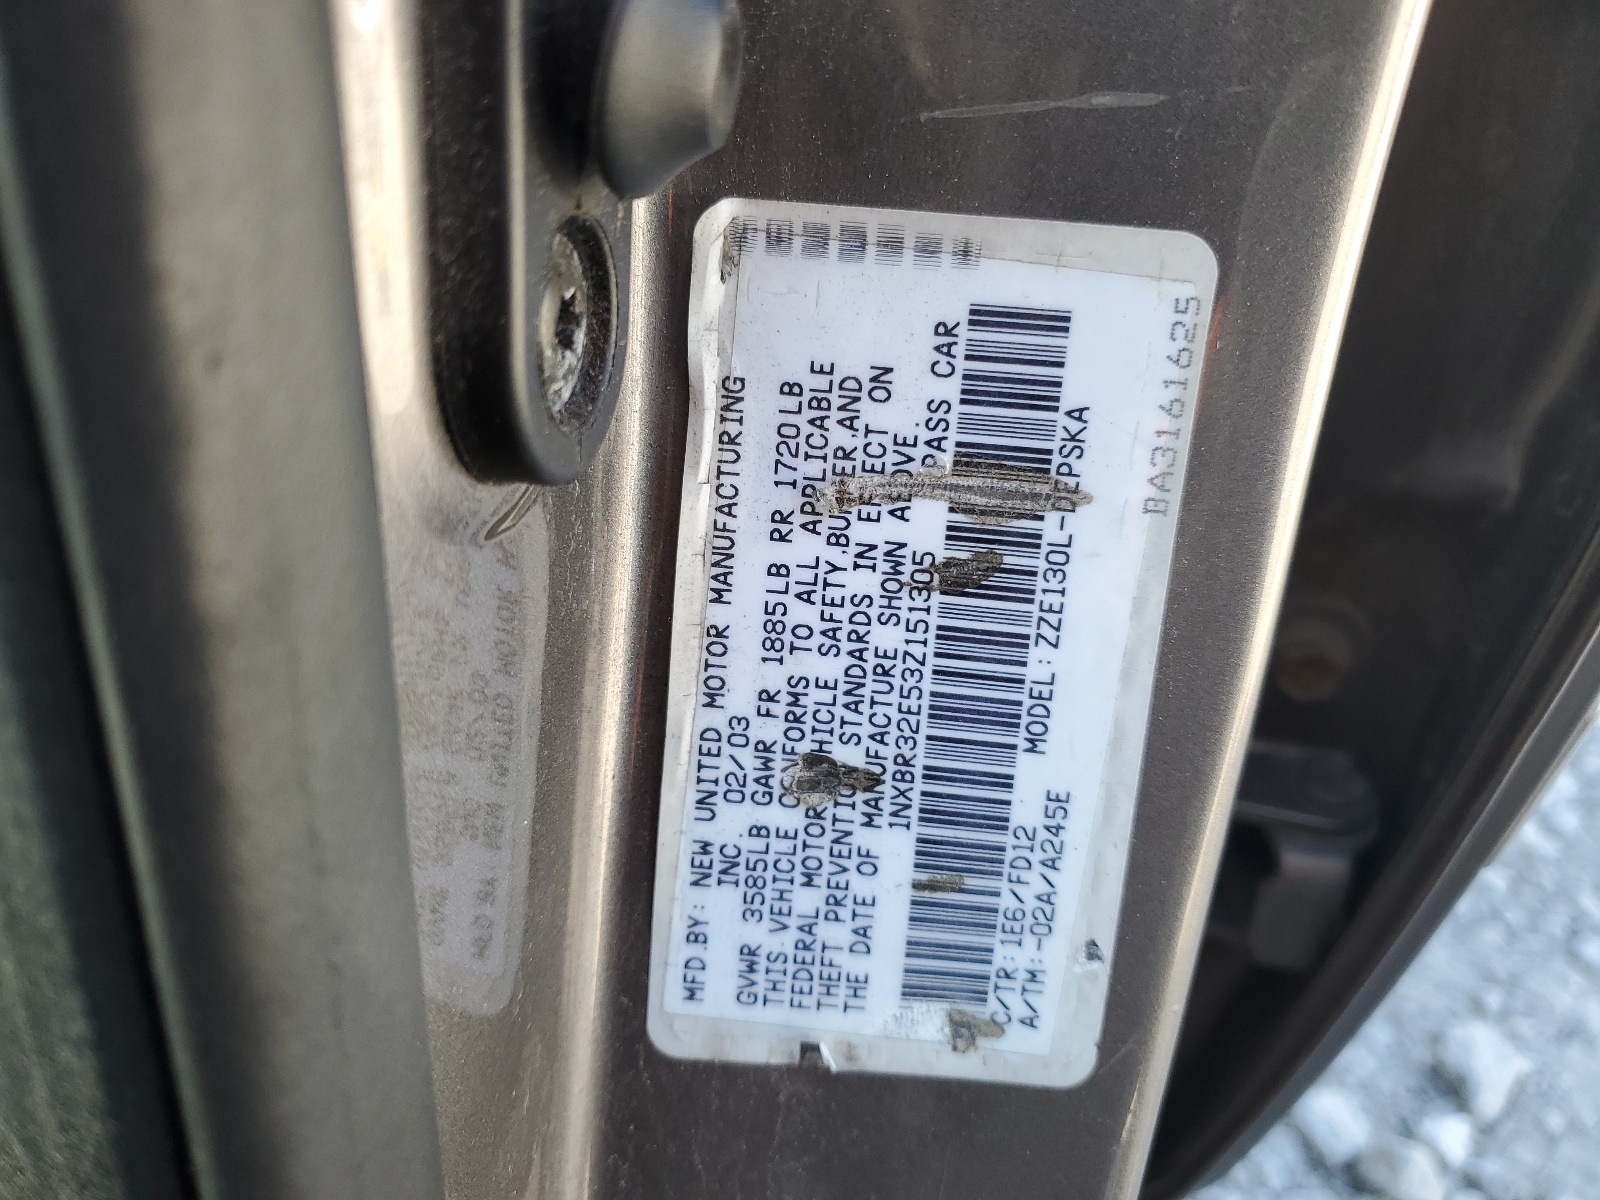 MFD.BY: NEW UNITED MOTOR MANUFACTURING
INC. 02/03
GVWR 3585LB GAWR FR 1885LB RR 1720LB
THIS VEHICLE CONFORMS TO ALL APPLICABLE
FEDERAL MOTOR VEHICLE SAFETY,BUMPER,AND
THEFT PREVENTION STANDARDS IN EFFECT ON
THE DATE OF MANUFACTURE SHOWN ABOVE.
1NXBR32E53Z151305 PASS CAR
C/TR:1E6/FD12 MODEL:ZZE130L-DEPSKA
A/TM:-02A/A245E
BA3161625